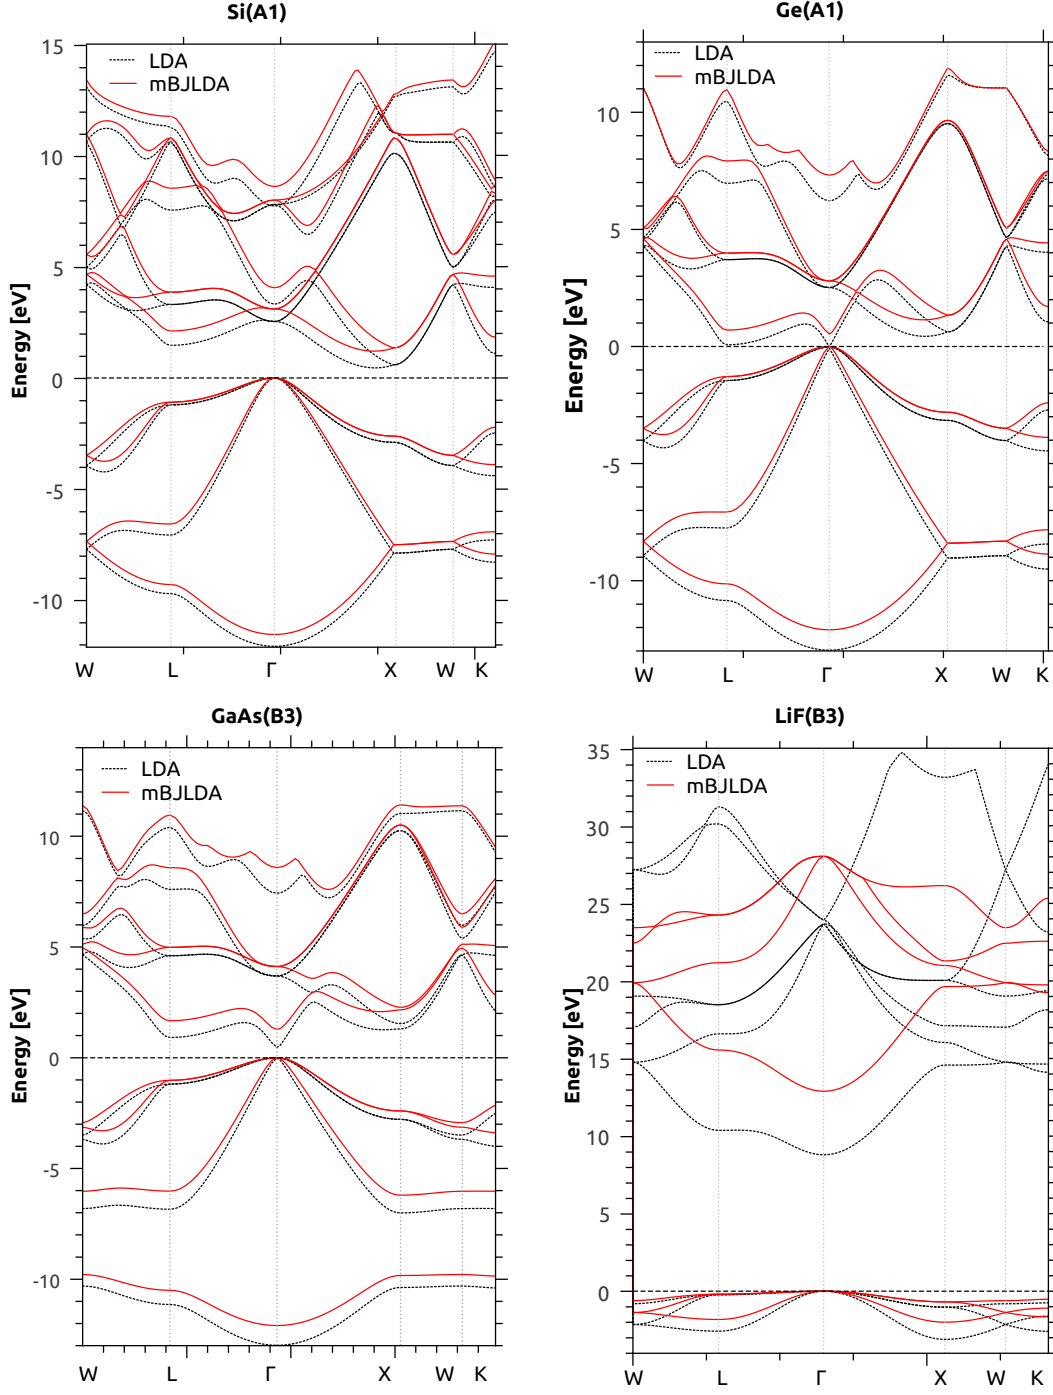 Si(A1)
LDA
mBJLDA
Energy [eV]
15
10
5
0
-5
-10
W L Γ X W K
Ge(A1)
LDA
mBJLDA
Energy [eV]
10
5
0
-5
-10
W L Γ X W K
GaAs(B3)
LDA
mBJLDA
Energy [eV]
10
5
0
-5
-10
W L Γ X W K
LiF(B3)
LDA
mBJLDA
Energy [eV]
35
30
25
20
15
10
5
0
W L Γ X W K